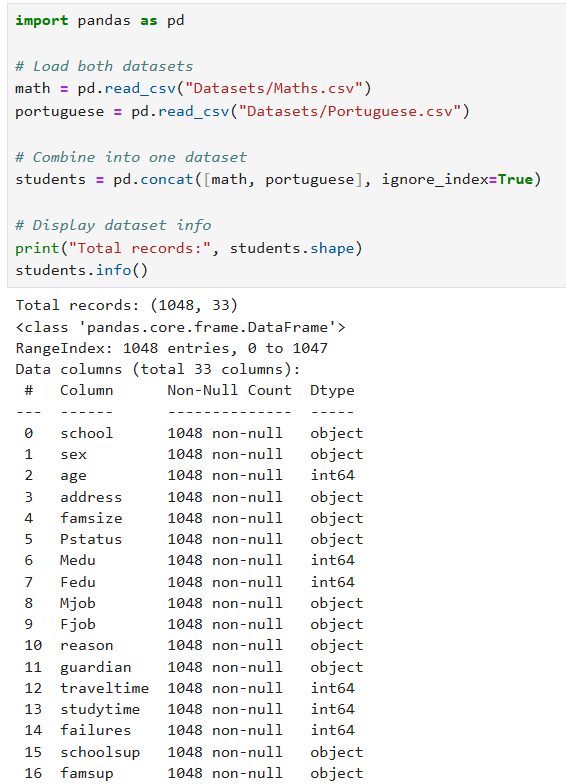 import pandas as pd
# Load both datasets
math = pd.read_csv("Datasets/Maths.csv")
portuguese = pd.read_csv("Datasets/Portuguese.csv")
# Combine into one dataset
students = pd.concat([math, portuguese], ignore_index=True)
# Display dataset info
print("Total records:", students.shape)
students.info()
Total records: (1048, 33)
<class 'pandas.core.frame.DataFrame'>
RangeIndex: 1048 entries, 0 to 1047
Data columns (total 33 columns):
 #   Column      Non-Null Count  Dtype
---  ------      --------------  -----
 0   school      1048 non-null   object
 1   sex         1048 non-null   object
 2   age         1048 non-null   int64
 3   address     1048 non-null   object
 4   famsize     1048 non-null   object
 5   Pstatus     1048 non-null   object
 6   Medu        1048 non-null   int64
 7   Fedu        1048 non-null   int64
 8   Mjob        1048 non-null   object
 9   Fjob        1048 non-null   object
 10  reason      1048 non-null   object
 11  guardian    1048 non-null   object
 12  traveltime  1048 non-null   int64
 13  studytime   1048 non-null   int64
 14  failures    1048 non-null   int64
 15  schoolsup   1048 non-null   object
 16  famsup      1048 non-null   object